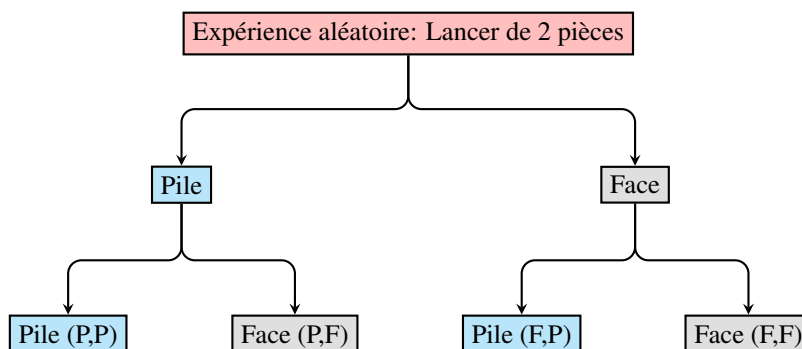 Expérience aléatoire: Lancer de 2 pièces
Pile
Face
Pile (P,P)
Face (P,F)
Pile (F,P)
Face (F,F)